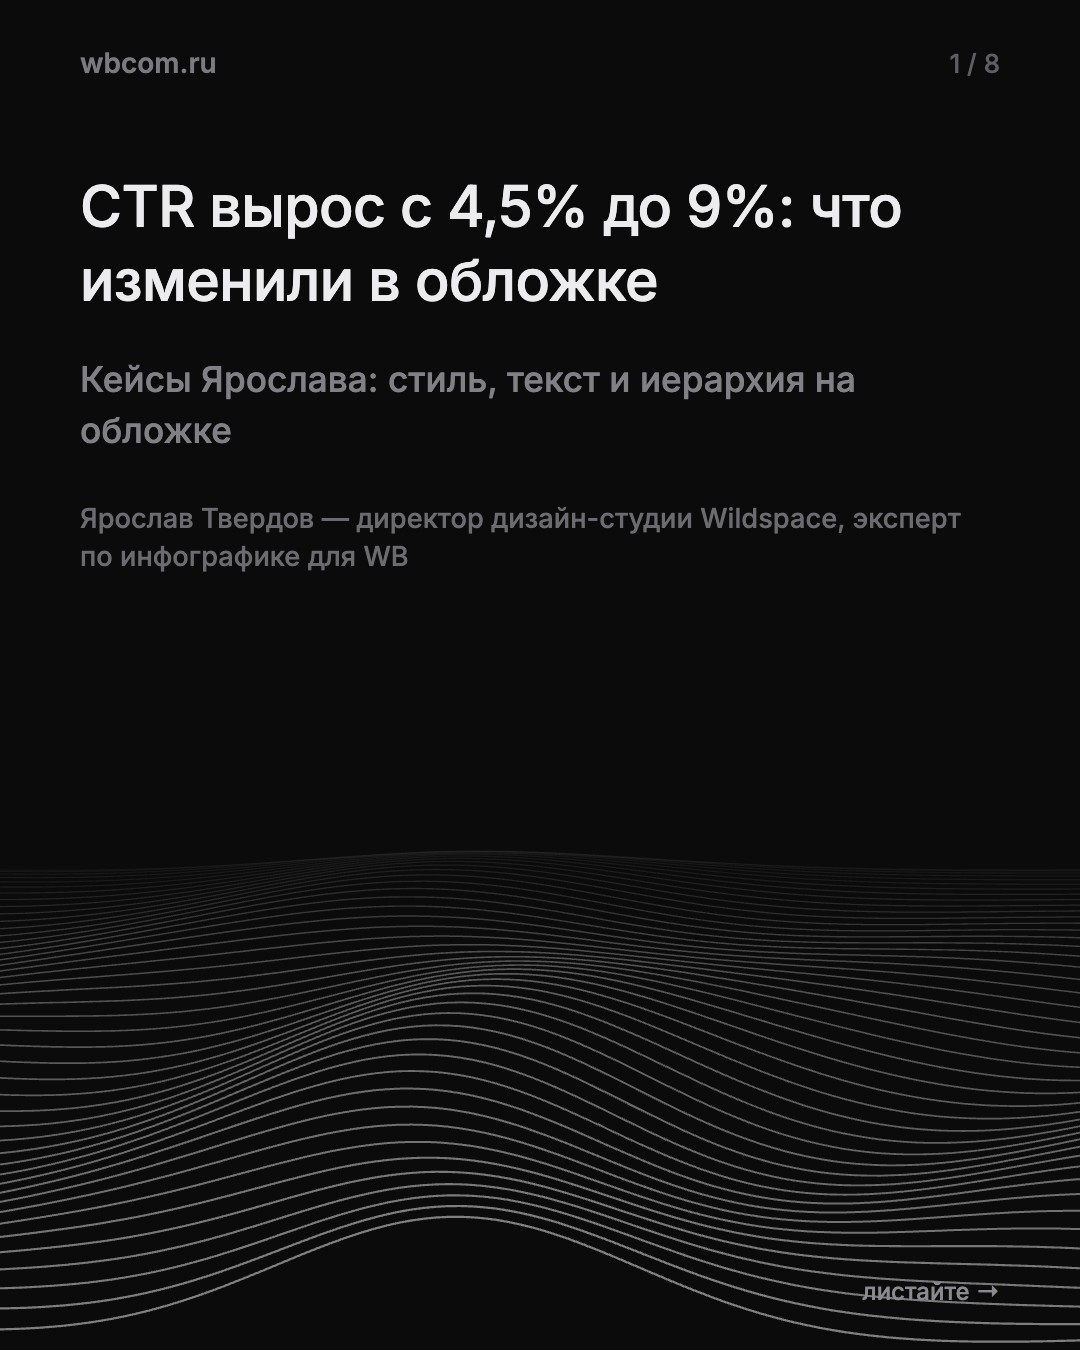 wbcom.ru
1 / 8
CTR вырос с 4,5% до 9%: что
изменили в обложке
Кейсы Ярослава: стиль, текст и иерархия на
обложке
Ярослав Твердов — директор дизайн-студии Wildspace, эксперт
по инфографике для WB
листайте →